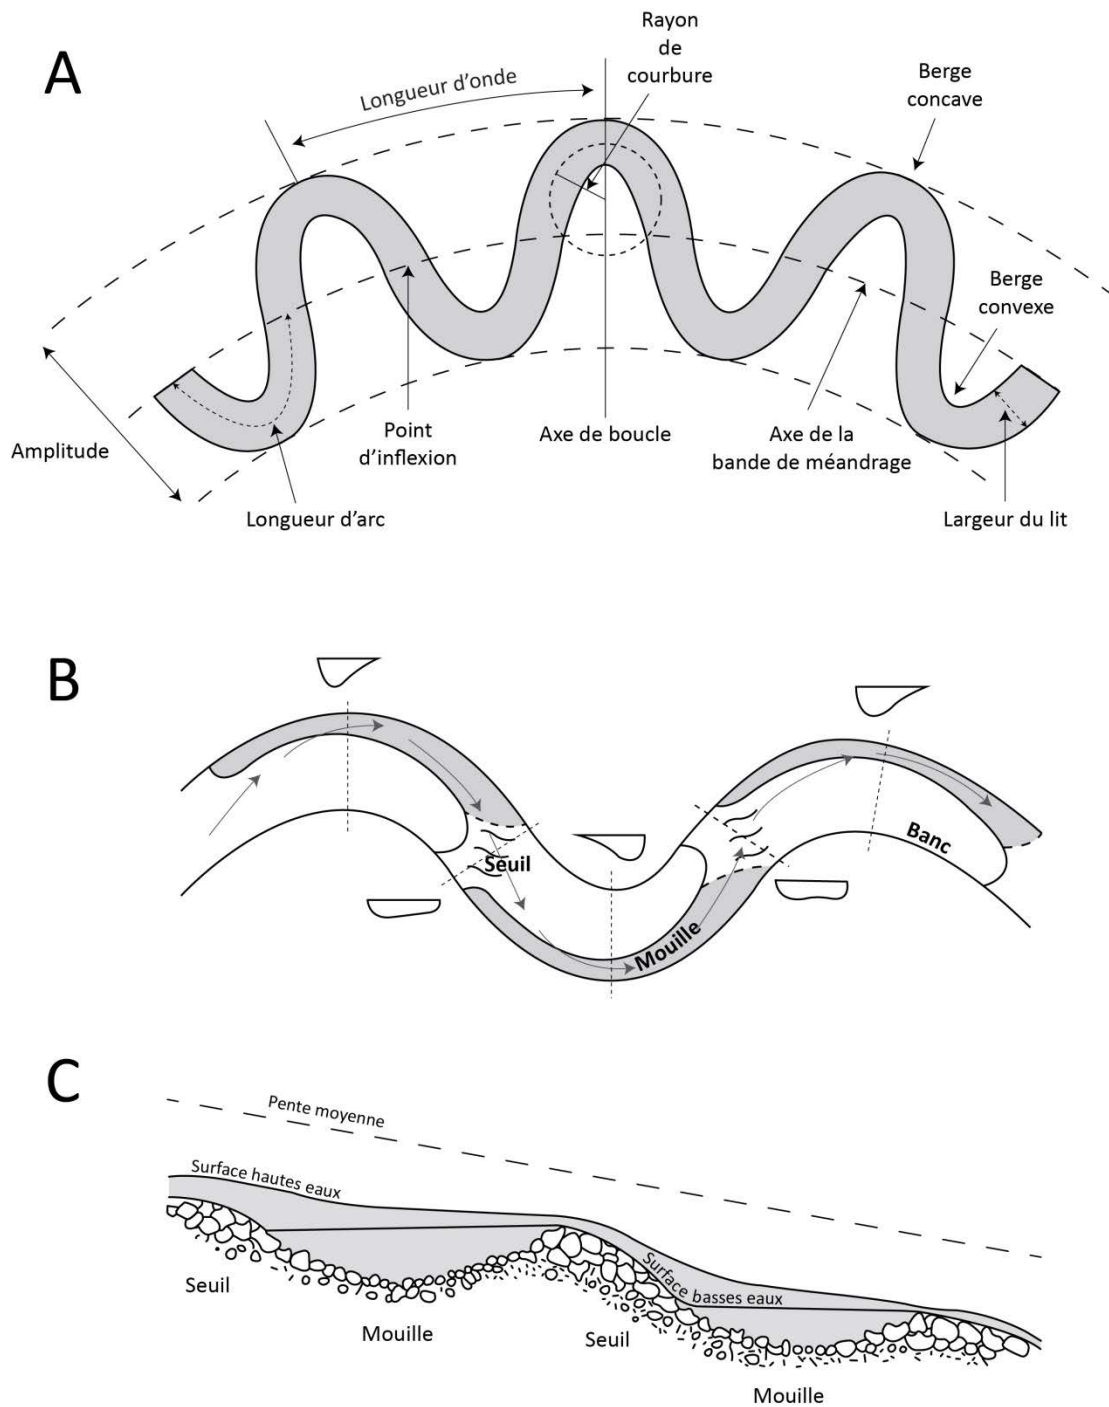 A
Longueur d'onde
Rayon
de
courbure
Berge
concave
Berge
convexe
Amplitude
Point
d'inflexion
Axe de boucle
Axe de la
bande de méandrage
Longueur d'arc
Largeur du lit
B
Seuil
Mouille
Banc
C
Pente moyenne
Surface hautes eaux
Surface basses eaux
Seuil
Mouille
Seuil
Mouille